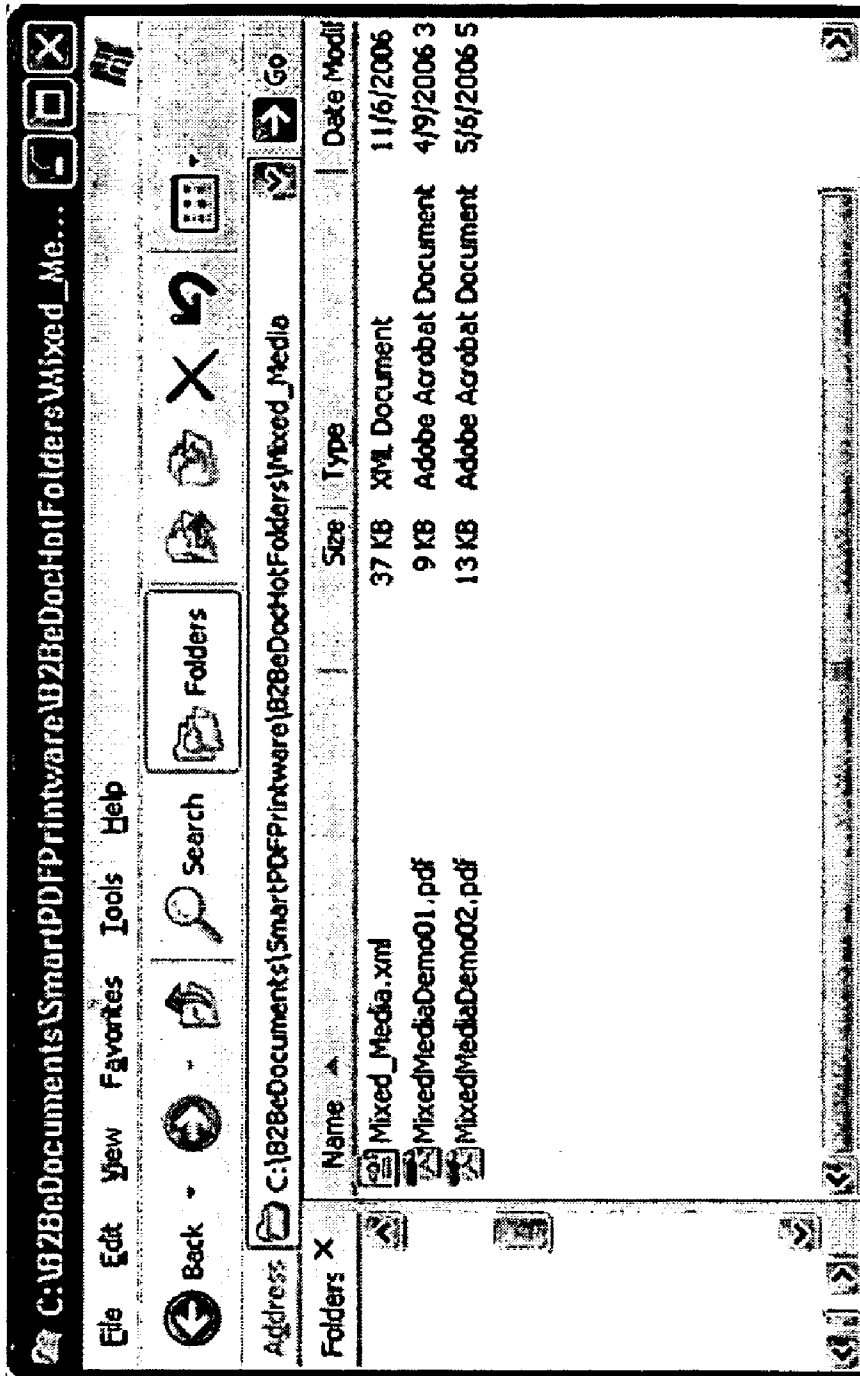 C:\B2BeDocuments\SmartPDFPrintware\B2BeDocHotFolders\Mixed_Me...
File Edit View Favorites Tools Help
Back Search Folders
Address C:\B2BeDocuments\SmartPDFPrintware\B2BeDocHotFolders\Mixed_Media Go
Folders X Name Size Type Date Modif
Mixed_Media.xml 37 KB XML Document 11/6/2006
MixedMediaDemo01.pdf 9 KB Adobe Acrobat Document 4/9/2006 3
MixedMediaDemo02.pdf 13 KB Adobe Acrobat Document 5/6/2006 5